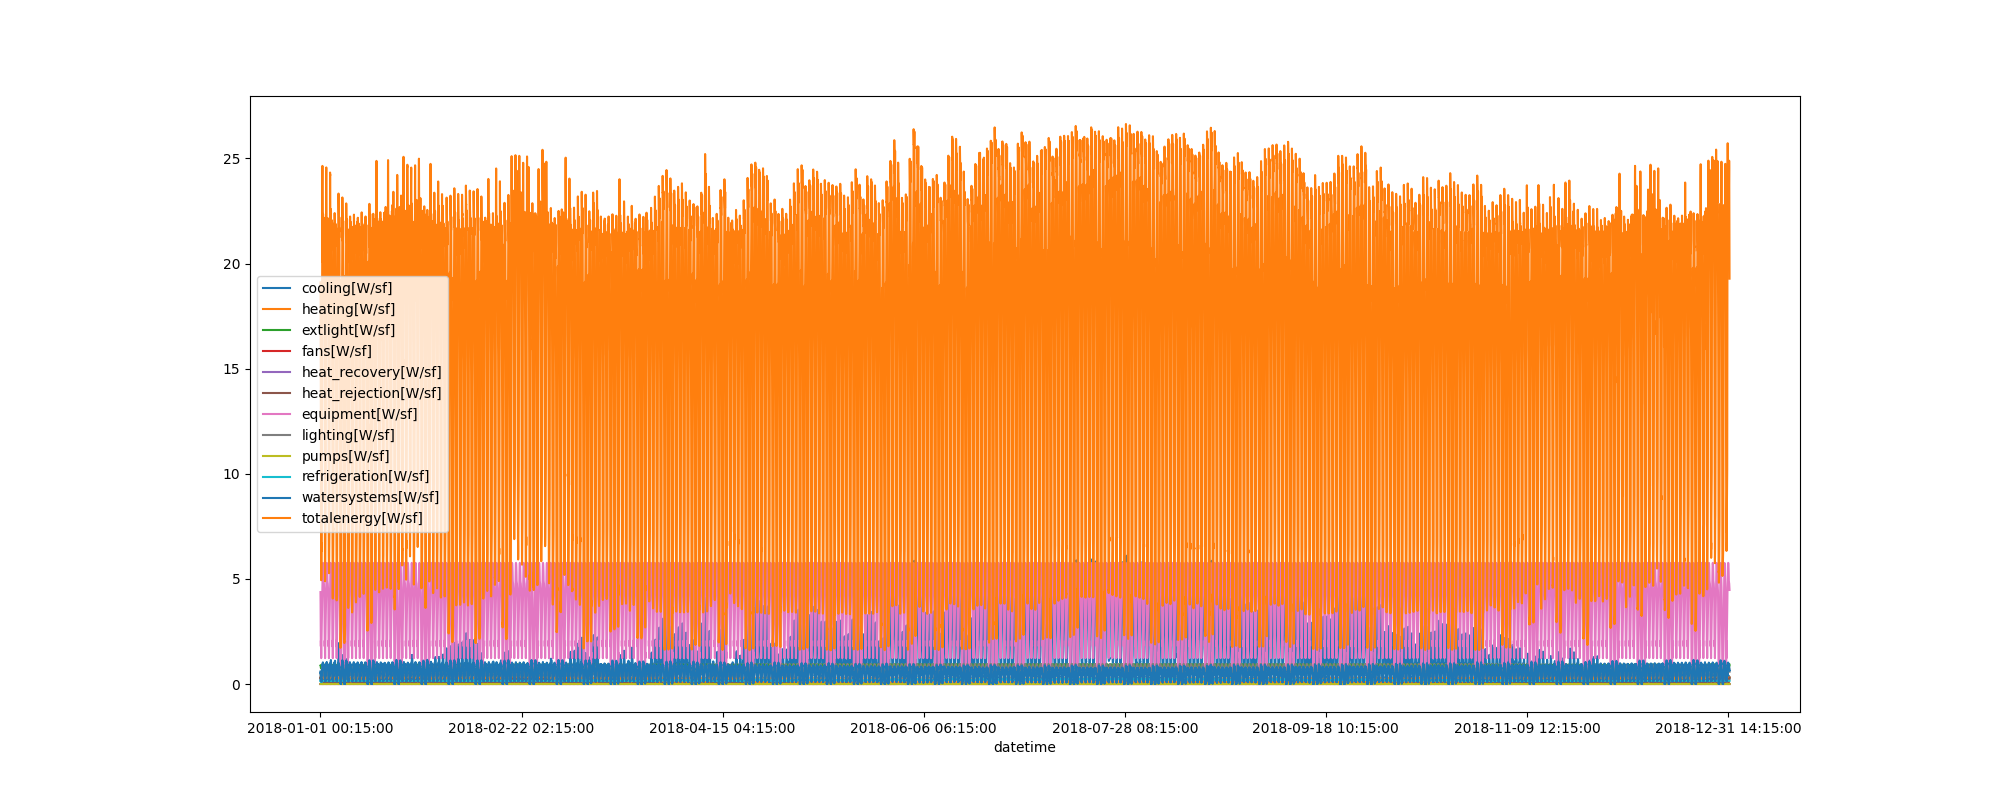 25
20
15
10
5
0
cooling[W/sf]
heating[W/sf]
extlight[W/sf]
fans[W/sf]
heat_recovery[W/sf]
heat_rejection[W/sf]
equipment[W/sf]
lighting[W/sf]
pumps[W/sf]
refrigeration[W/sf]
watersystems[W/sf]
totalenergy[W/sf]
2018-01-01 00:15:00 2018-02-22 02:15:00 2018-04-15 04:15:00 2018-06-06 06:15:00 2018-07-28 08:15:00 2018-09-18 10:15:00 2018-11-09 12:15:00 2018-12-31 14:15:00
datetime